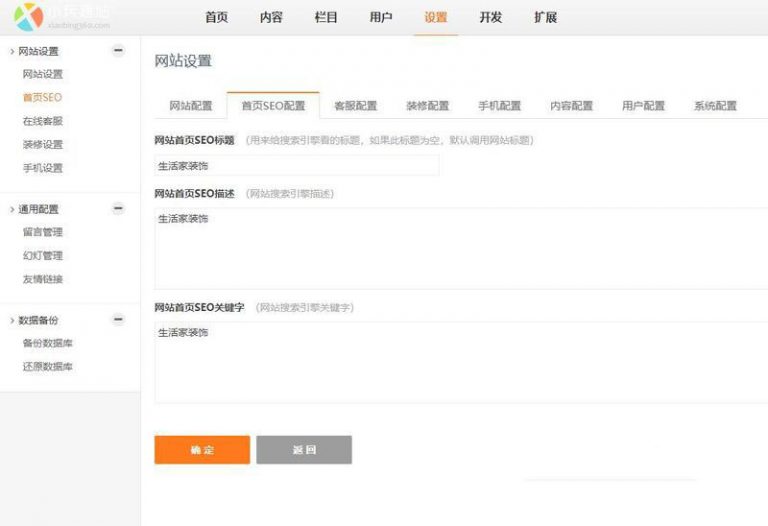 xiaobing360.com
首页 内容 栏目 用户 设置 开发 扩展
网站设置
网站设置
首页SEO
在线客服
装修设置
手机设置
通用配置
留言管理
幻灯管理
友情链接
数据备份
备份数据库
还原数据库
网站设置
网站配置 首页SEO配置 客服配置 装修配置 手机配置 内容配置 用户配置 系统配置
网站首页SEO标题 （用来给搜索引擎看的标题，如果此标题为空，默认调用网站标题）
生活家装饰
网站首页SEO描述 （网站搜索引擎描述）
生活家装饰
网站首页SEO关键字 （网站搜索引擎关键字）
生活家装饰
确定 返回